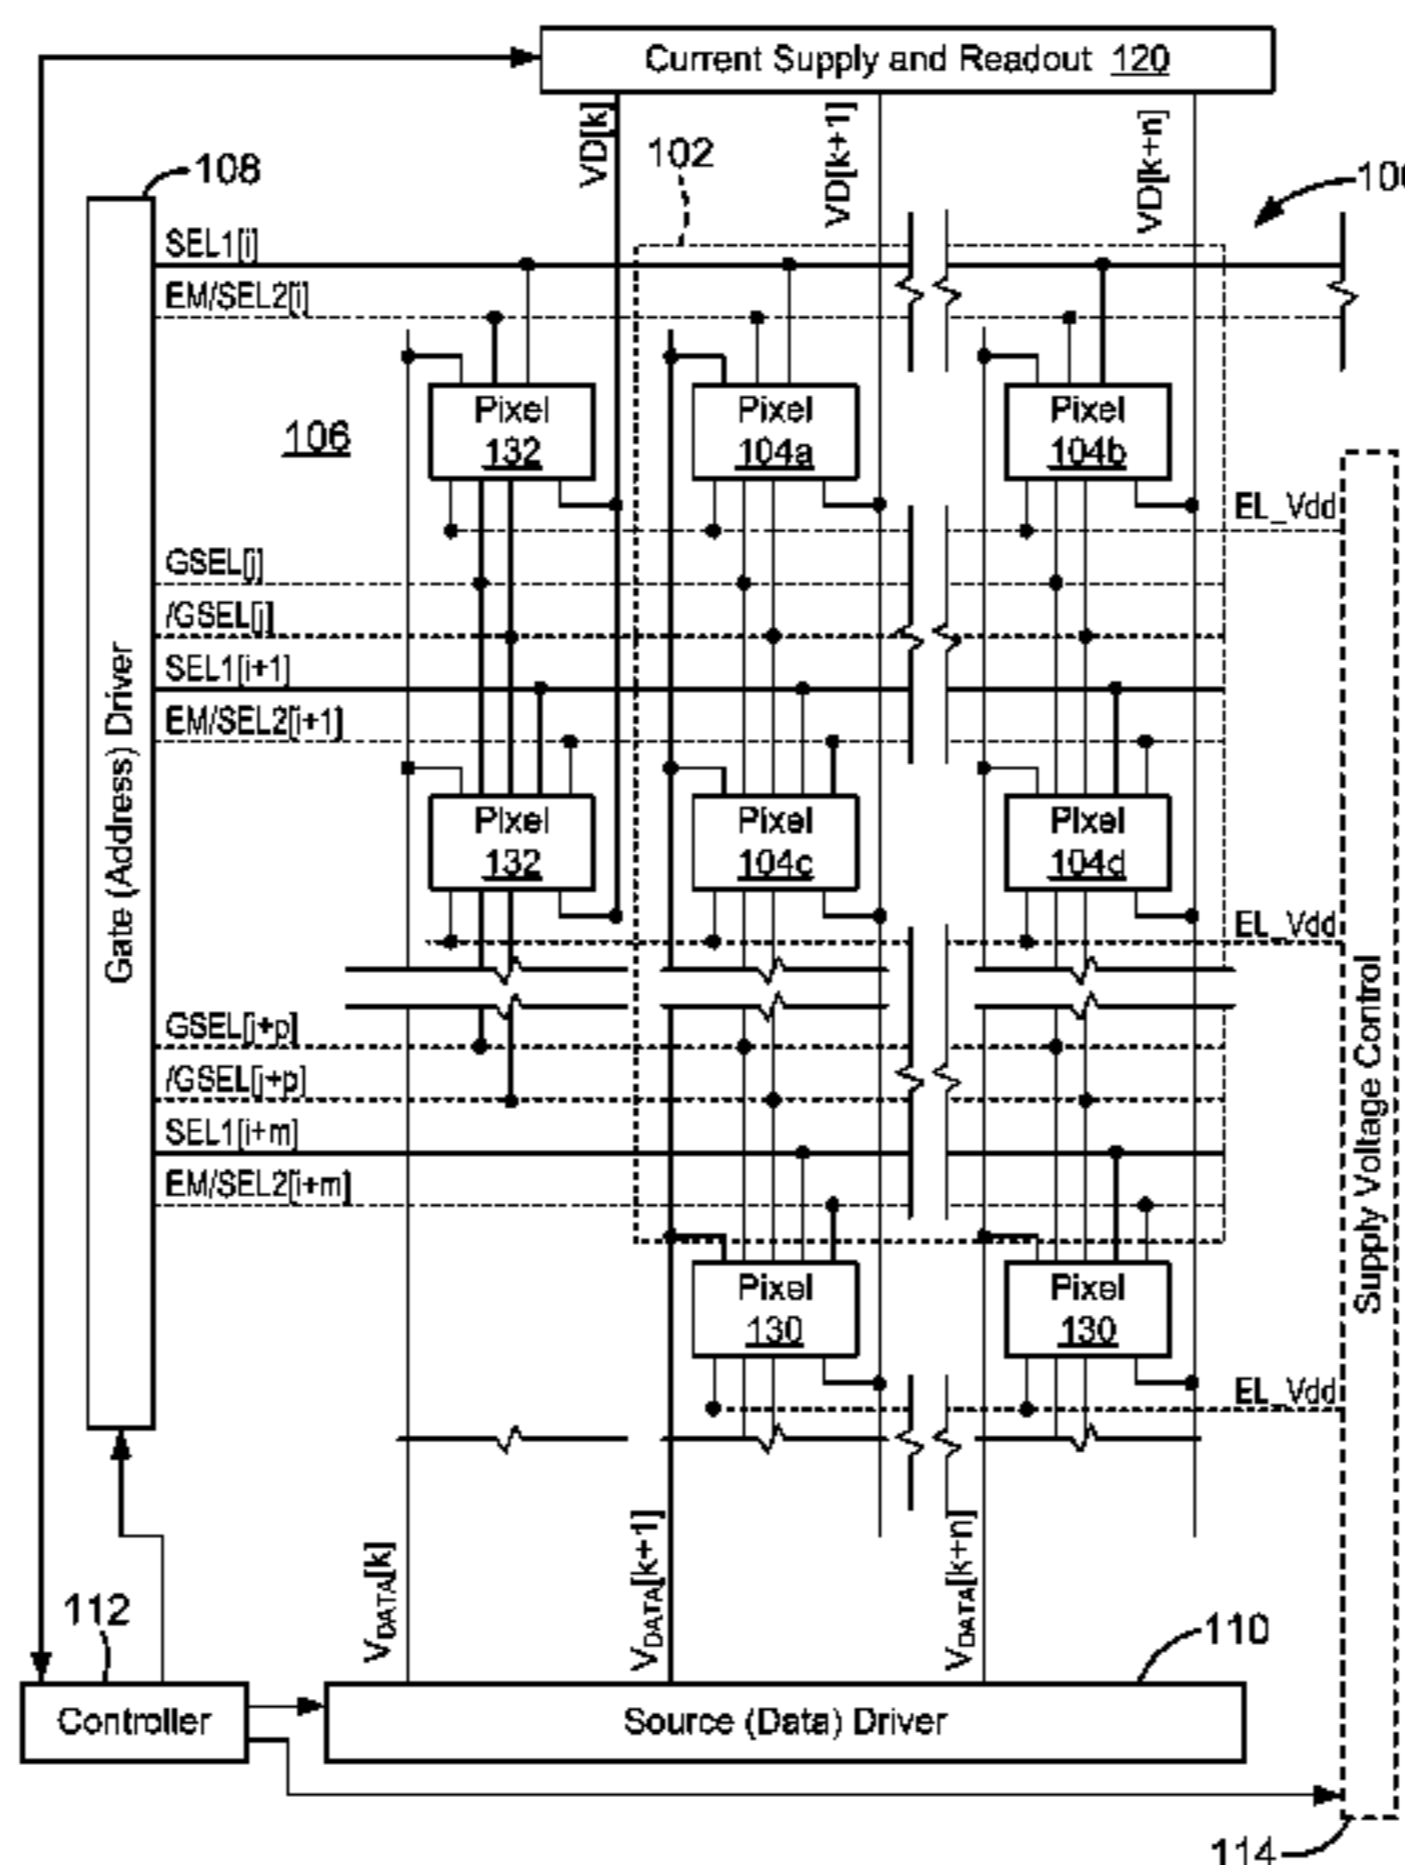 Current Supply and Readout 120
VD[k]
VD[k+1]
VD[k+n]
102
108
SEL1[i]
EM/SEL2[i]
Pixel
132
Pixel
104a
Pixel
104b
106
EL_Vdd
GSEL[j]
/GSEL[j]
SEL1[i+1]
EM/SEL2[i+1]
Gate (Address) Driver
Pixel
132
Pixel
104c
Pixel
104d
EL_Vdd
GSEL[j+p]
/GSEL[j+p]
SEL1[i+m]
EM/SEL2[i+m]
Supply Voltage Control
Pixel
130
Pixel
130
EL_Vdd
VDATA[k]
VDATA[k+1]
VDATA[k+n]
112
110
Controller
Source (Data) Driver
114